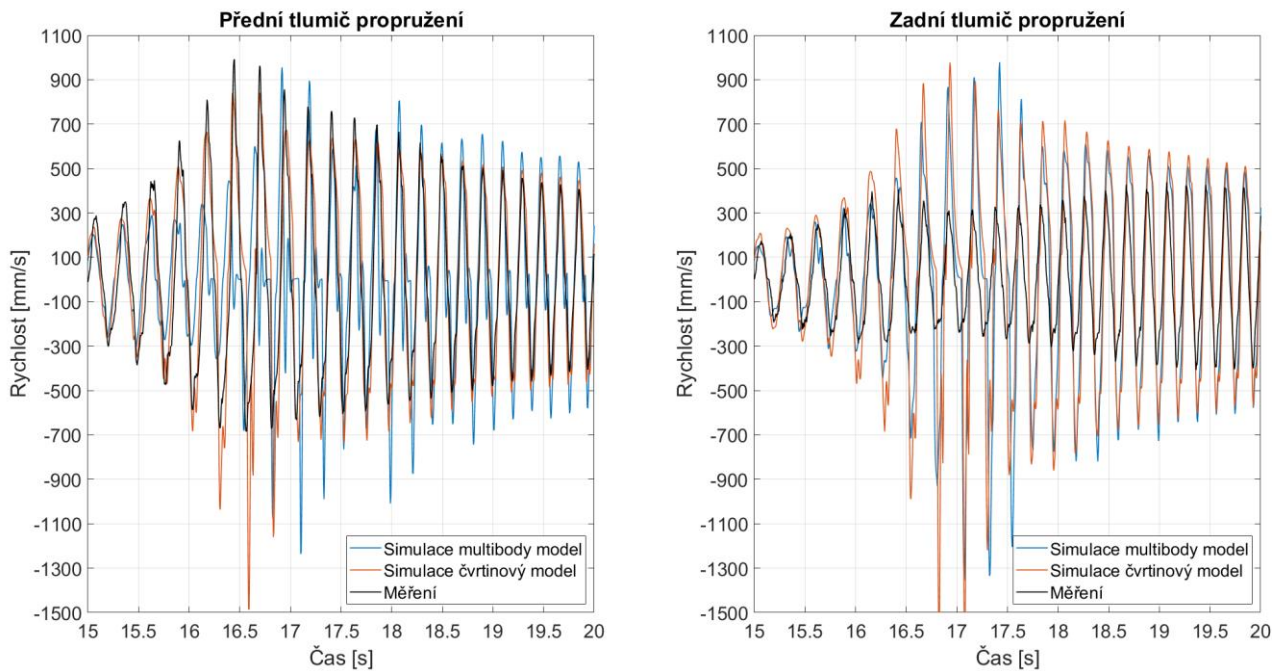 Přední tlumič propružení
1100
900
700
500
300
100
-100
-300
-500
-700
-900
-1100
-1300
-1500
Rychlost [mm/s]
15 15.5 16 16.5 17 17.5 18 18.5 19 19.5 20
Čas [s]
Simulace multibody model
Simulace čvrtinový model
Měření
Zadní tlumič propružení
1100
900
700
500
300
100
-100
-300
-500
-700
-900
-1100
-1300
-1500
Rychlost [mm/s]
15 15.5 16 16.5 17 17.5 18 18.5 19 19.5 20
Čas [s]
Simulace multibody model
Simulace čvrtinový model
Měření